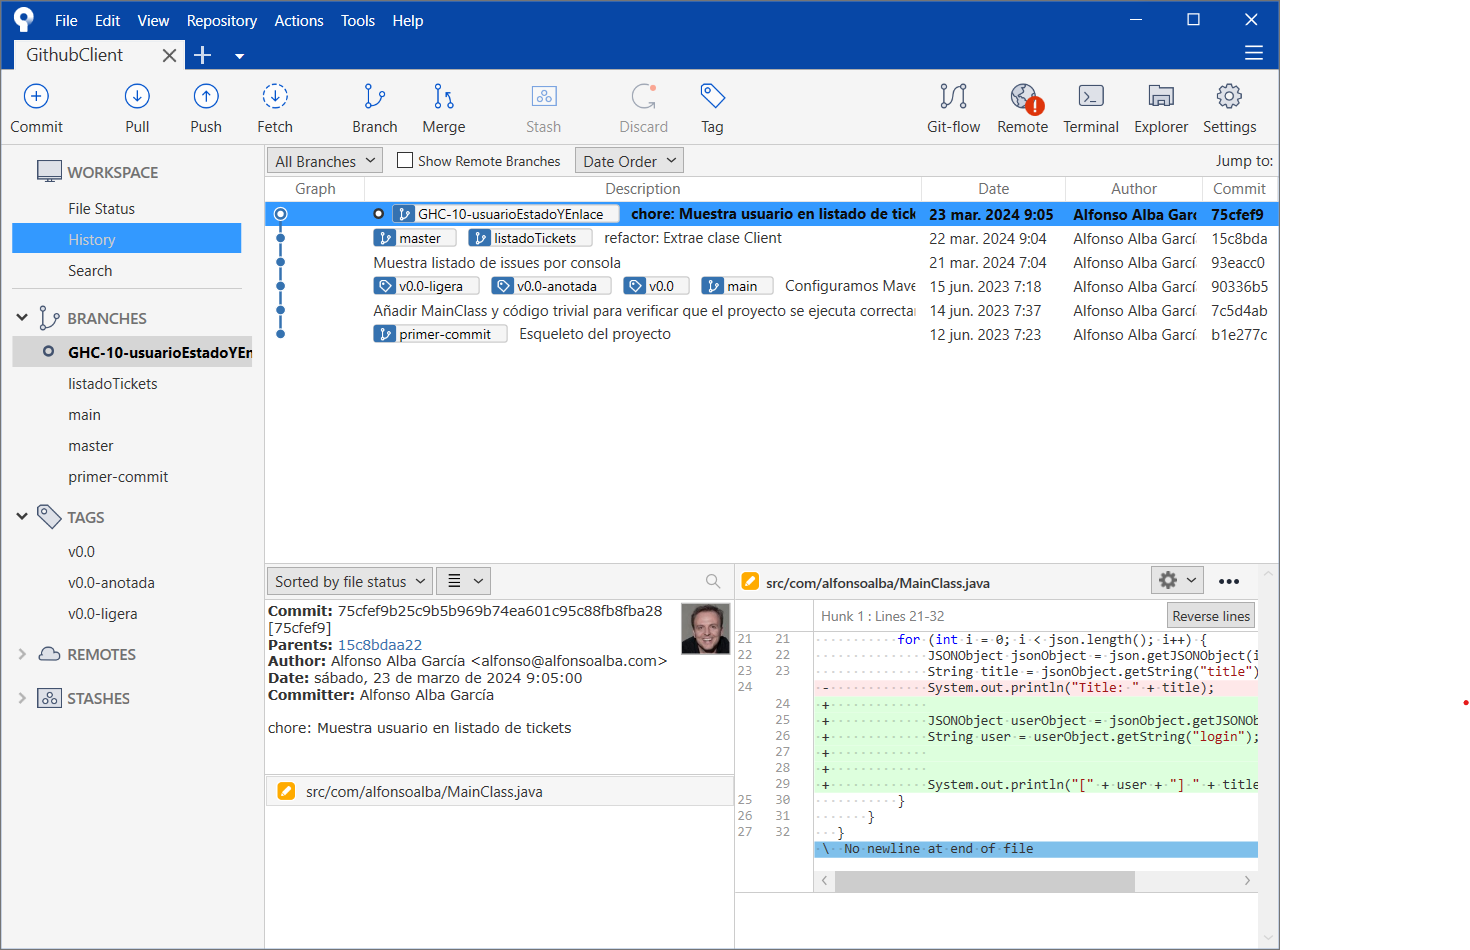 File Edit View Repository Actions Tools Help
GithubClient
Commit Pull Push Fetch Branch Merge Stash Discard Tag Git-flow Remote Terminal Explorer Settings
WORKSPACE
File Status
History
Search
BRANCHES
GHC-10-usuarioEstadoYEn
listadoTickets
main
master
primer-commit
TAGS
v0.0
v0.0-anotada
v0.0-ligera
REMOTES
STASHES
All Branches Show Remote Branches Date Order Jump to:
Graph Description Date Author Commit
GHC-10-usuarioEstadoYEnlace chore: Muestra usuario en listado de tick 23 mar. 2024 9:05 Alfonso Alba Garc 75cfef9
master listadoTickets refactor: Extrae clase Client 22 mar. 2024 9:04 Alfonso Alba Garcí 15c8bda
Muestra listado de issues por consola 21 mar. 2024 7:04 Alfonso Alba Garcí 93eacc0
v0.0-ligera v0.0-anotada v0.0 main Configuramos Mave 15 jun. 2023 7:18 Alfonso Alba Garcí 90336b5
Añadir MainClass y código trivial para verificar que el proyecto se ejecuta correctar 14 jun. 2023 7:37 Alfonso Alba Garcí 7c5d4ab
primer-commit Esqueleto del proyecto 12 jun. 2023 7:23 Alfonso Alba Garcí b1e277c
Sorted by file status
Commit: 75cfef9b25c9b5b969b74ea601c95c88fb8fba28
[75cfef9]
Parents: 15c8bdaa22
Author: Alfonso Alba García <alfonso@alfonsoalba.com>
Date: sábado, 23 de marzo de 2024 9:05:00
Committer: Alfonso Alba García
chore: Muestra usuario en listado de tickets
src/com/alfonsoalba/MainClass.java
src/com/alfonsoalba/MainClass.java
Hunk 1 : Lines 21-32 Reverse lines
21 21 for (int i = 0; i < json.length(); i++) {
22 22 JSONObject jsonObject = json.getJSONObject(i
23 23 String title = jsonObject.getString("title")
24 - System.out.println("Title: " + title);
24 +
25 + JSONObject userObject = jsonObject.getJSONOb
26 + String user = userObject.getString("login");
27 +
28 +
29 + System.out.println("[" + user + "] " + title
25 30 }
26 31 }
27 32 }
\ No newline at end of file